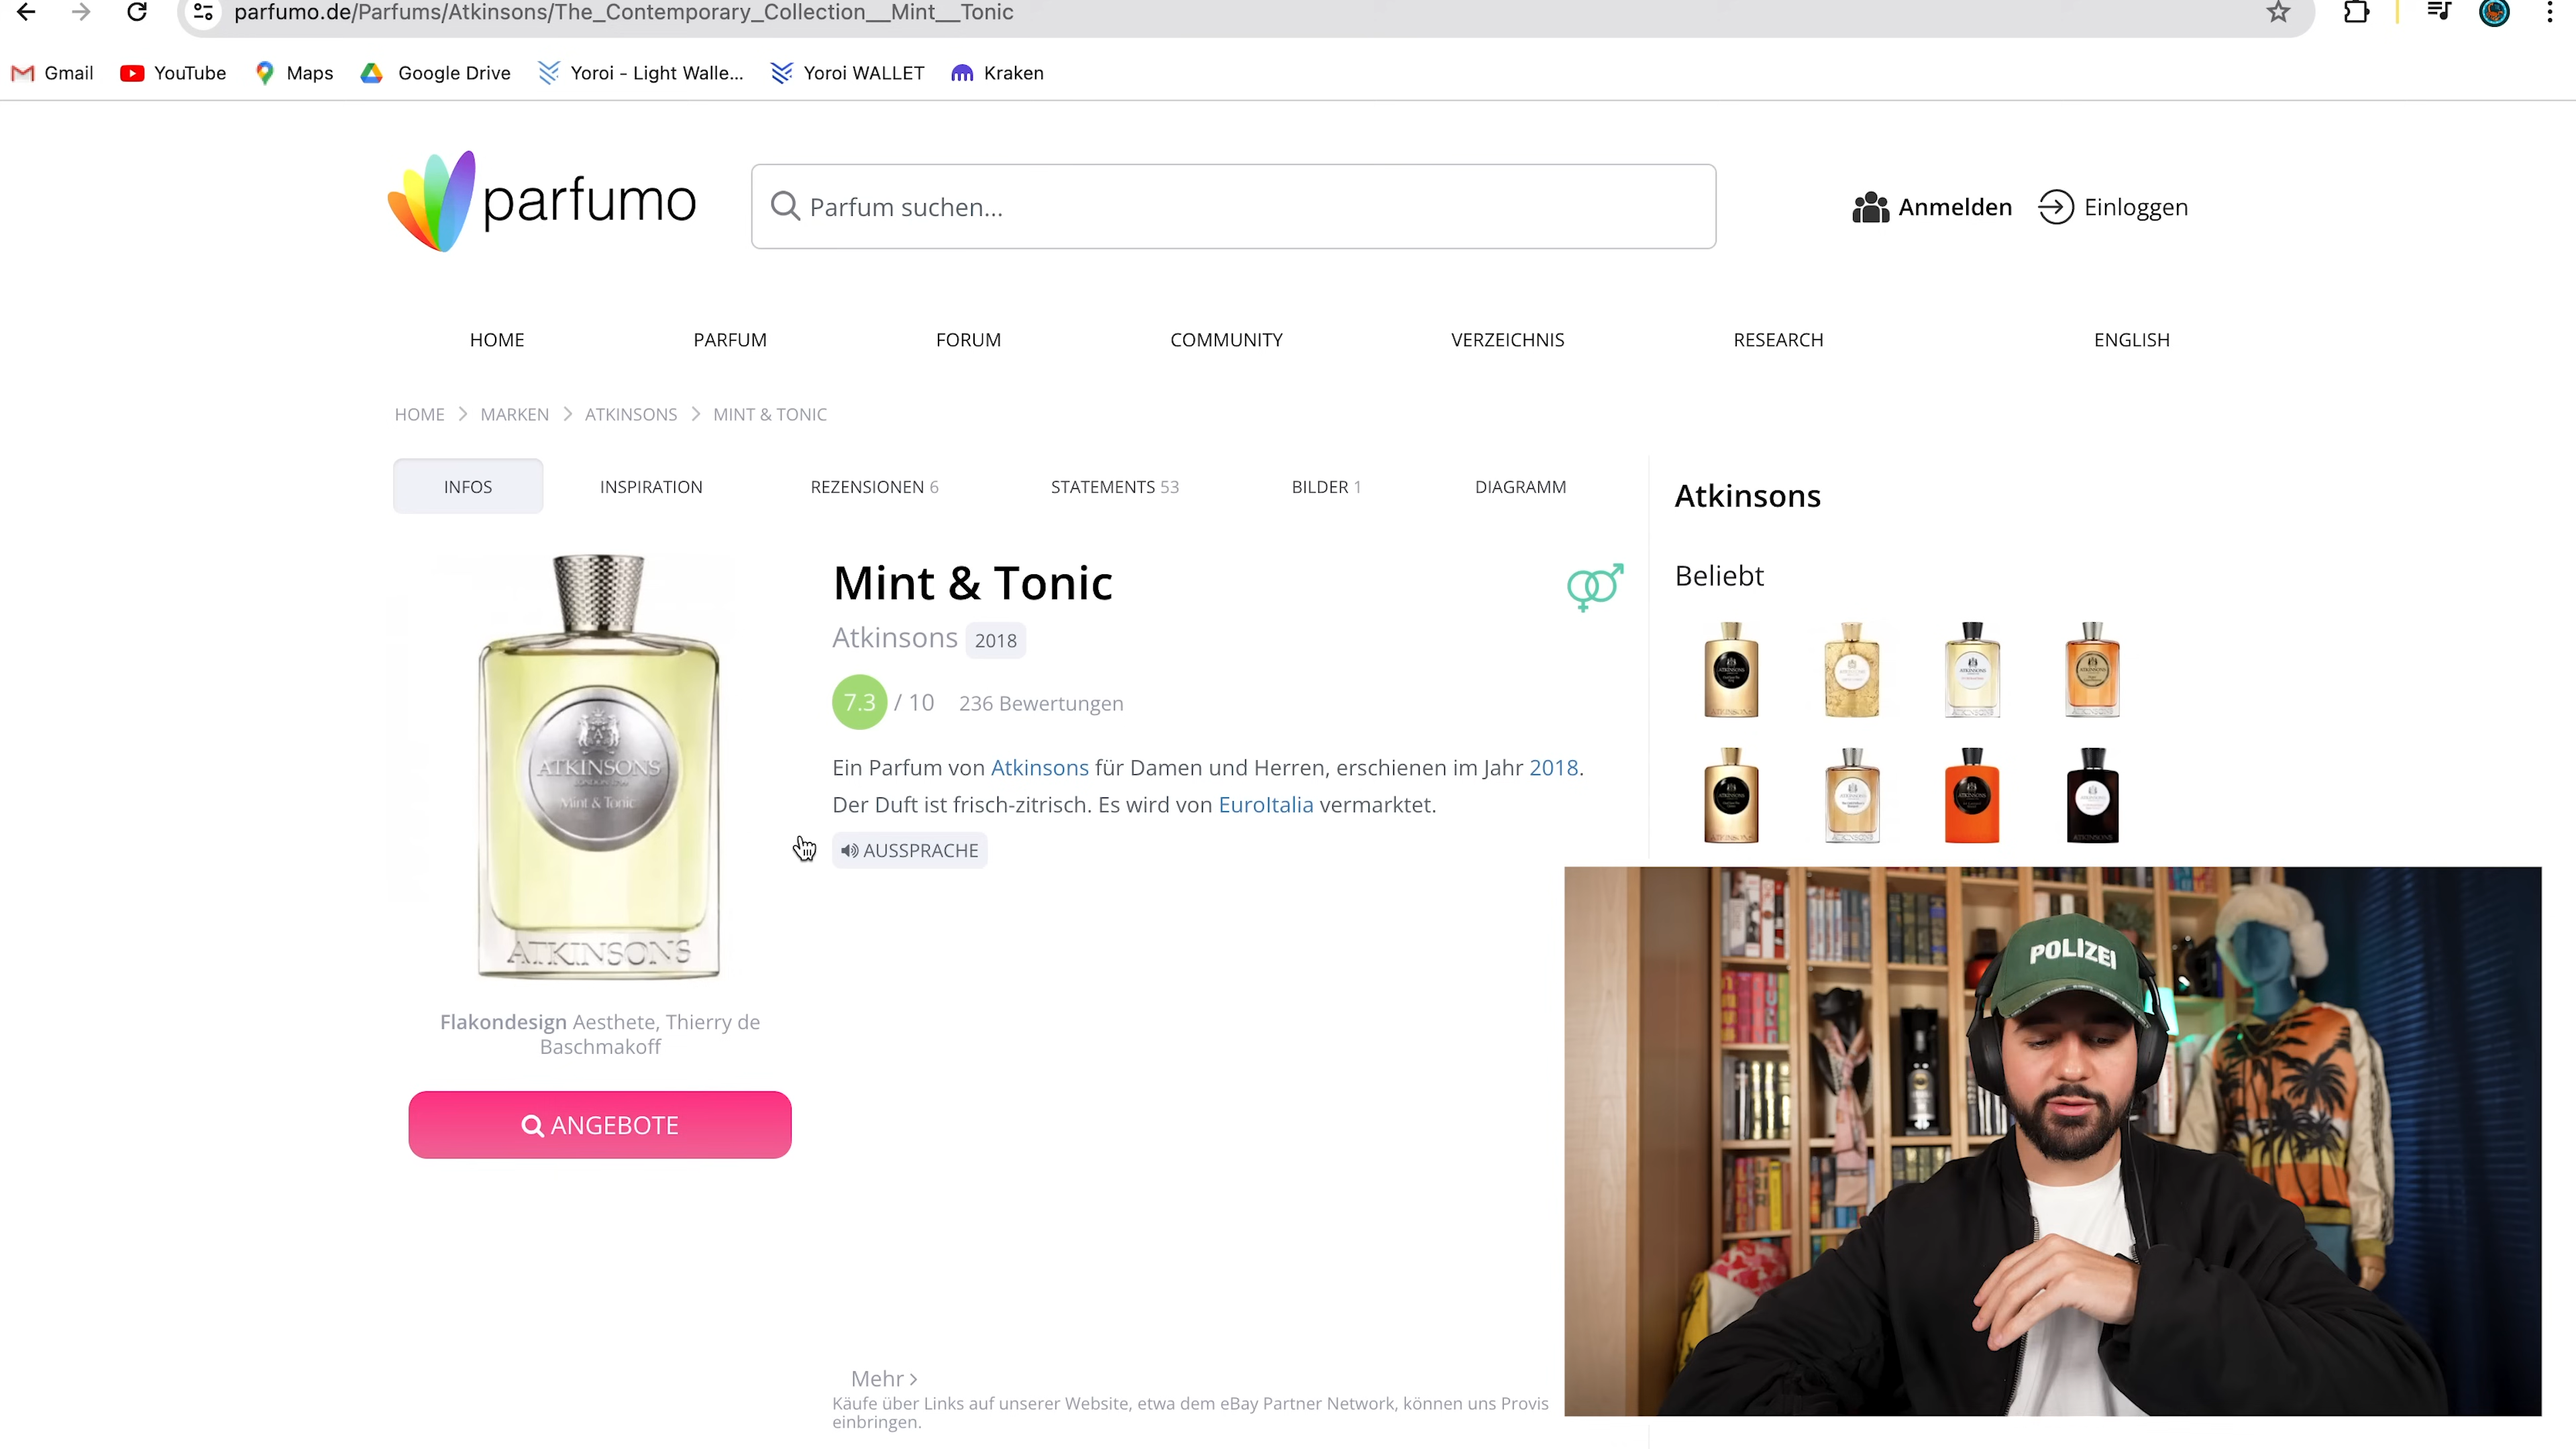 parfumo.de/Parfums/Atkinsons/The_Contemporary_Collection__Mint__Tonic
Gmail YouTube Maps Google Drive Yoroi - Light Walle... Yoroi WALLET Kraken
parfumo
Parfum suchen...
Anmelden Einloggen
HOME PARFUM FORUM COMMUNITY VERZEICHNIS RESEARCH ENGLISH
HOME > MARKEN > ATKINSONS > MINT & TONIC
INFOS INSPIRATION REZENSIONEN 6 STATEMENTS 53 BILDER 1 DIAGRAMM
Mint & Tonic
Atkinsons 2018
7.3 / 10 236 Bewertungen
Ein Parfum von Atkinsons für Damen und Herren, erschienen im Jahr 2018.
Der Duft ist frisch-zitrisch. Es wird von EuroItalia vermarktet.
AUSSPRACHE
ATKINSONS
Mint & Tonic
ATKINSONS
Flakondesign Aesthete, Thierry de
Baschmakoff
ANGEBOTE
Mehr >
Käufe über Links auf unserer Website, etwa dem eBay Partner Network, können uns Provis
einbringen.
Atkinsons
Beliebt
POLIZEI